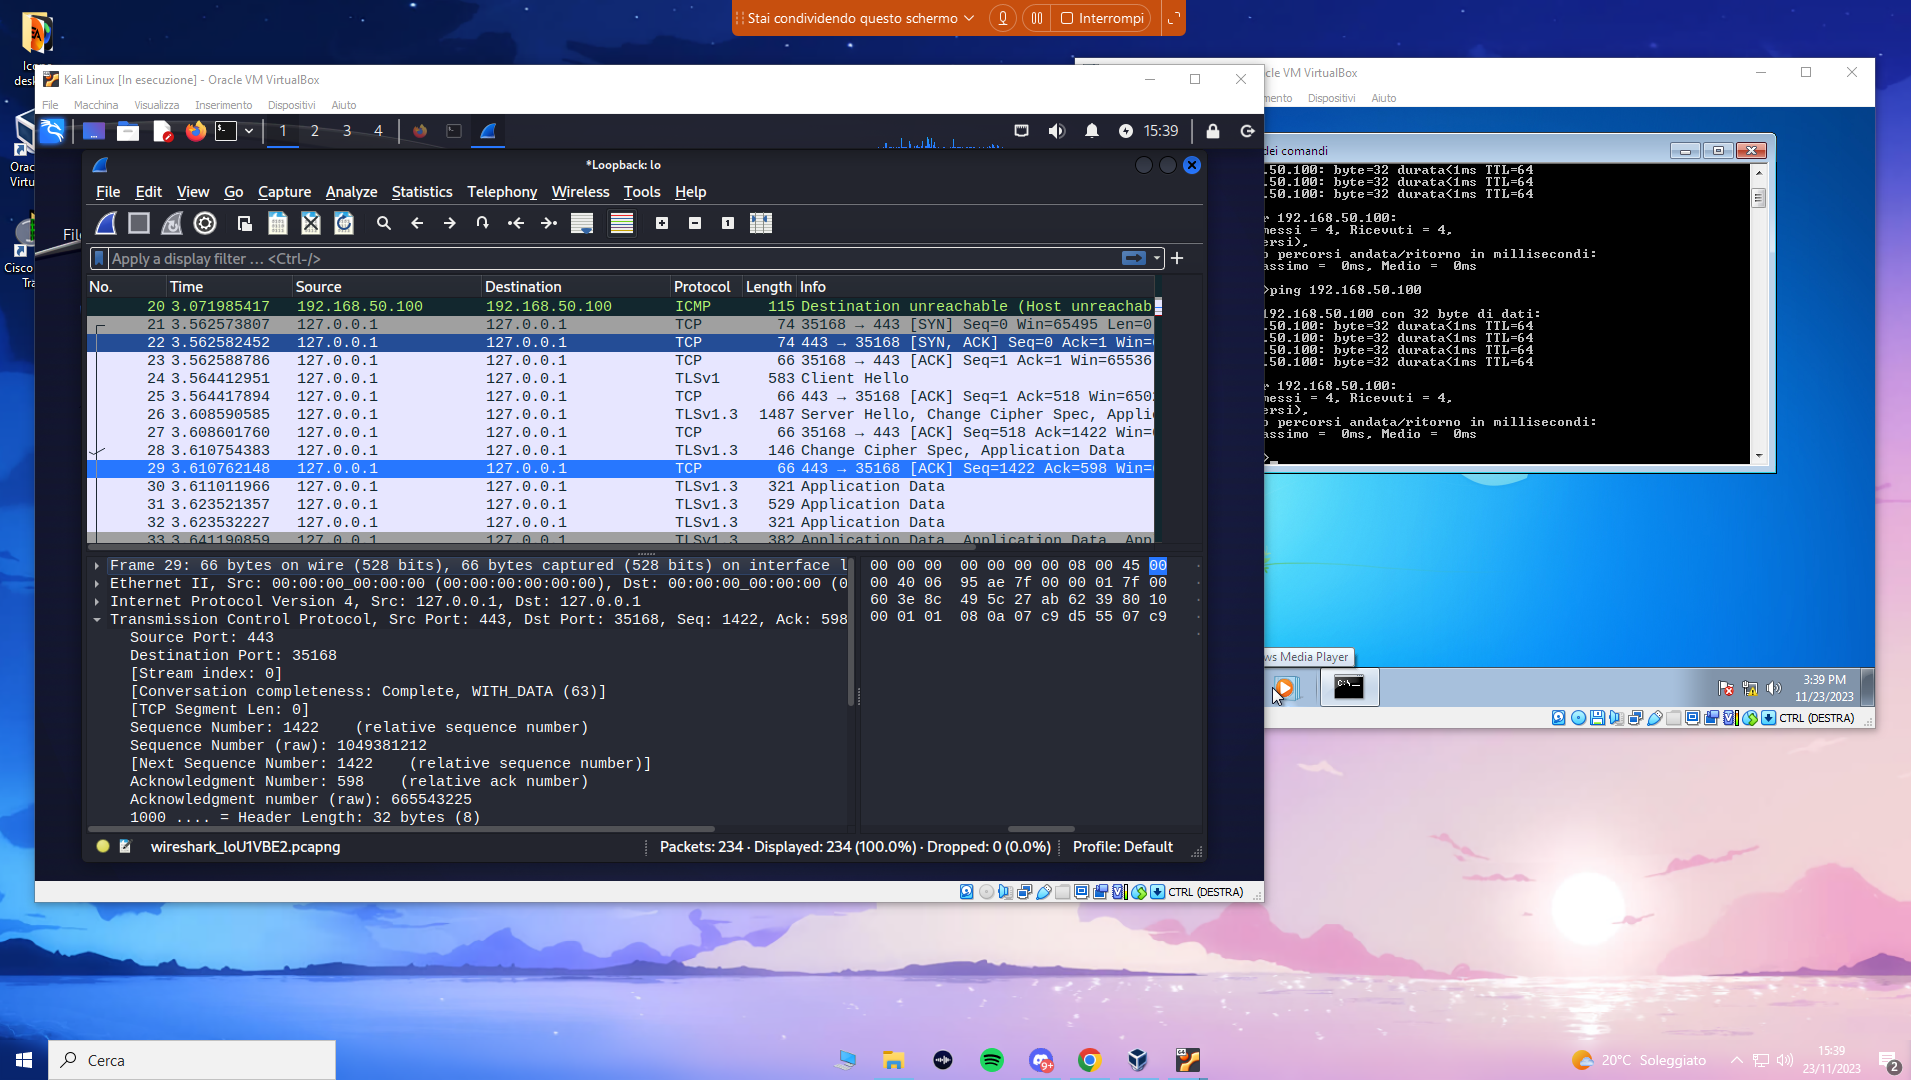 Stai condividendo questo schermo
Interrompi
Kali Linux [In esecuzione] - Oracle VM VirtualBox
File Macchina Visualizza Inserimento Dispositivi Aiuto
1 2 3 4
15:39
*Loopback: lo
File Edit View Go Capture Analyze Statistics Telephony Wireless Tools Help
Apply a display filter ... <Ctrl-/>
No. Time Source Destination Protocol Length Info
20 3.071985417 192.168.50.100 192.168.50.100 ICMP 115 Destination unreachable (Host unreachab
21 3.562573807 127.0.0.1 127.0.0.1 TCP 74 35168 → 443 [SYN] Seq=0 Win=65495 Len=0
22 3.562582452 127.0.0.1 127.0.0.1 TCP 74 443 → 35168 [SYN, ACK] Seq=0 Ack=1 Win=
23 3.562588786 127.0.0.1 127.0.0.1 TCP 66 35168 → 443 [ACK] Seq=1 Ack=1 Win=65536
24 3.564412951 127.0.0.1 127.0.0.1 TLSv1 583 Client Hello
25 3.564417894 127.0.0.1 127.0.0.1 TCP 66 443 → 35168 [ACK] Seq=1 Ack=518 Win=6502
26 3.608590585 127.0.0.1 127.0.0.1 TLSv1.3 1487 Server Hello, Change Cipher Spec, Appli
27 3.608601760 127.0.0.1 127.0.0.1 TCP 66 35168 → 443 [ACK] Seq=518 Ack=1422 Win=
28 3.610754383 127.0.0.1 127.0.0.1 TLSv1.3 146 Change Cipher Spec, Application Data
29 3.610762148 127.0.0.1 127.0.0.1 TCP 66 443 → 35168 [ACK] Seq=1422 Ack=598 Win=
30 3.611011966 127.0.0.1 127.0.0.1 TLSv1.3 321 Application Data
31 3.623521357 127.0.0.1 127.0.0.1 TLSv1.3 529 Application Data
32 3.623532227 127.0.0.1 127.0.0.1 TLSv1.3 321 Application Data
33 3.641190859 127.0.0.1 127.0.0.1 TLSv1.3 382 Application Data, Application Data, App
Frame 29: 66 bytes on wire (528 bits), 66 bytes captured (528 bits) on interface l
Ethernet II, Src: 00:00:00_00:00:00 (00:00:00:00:00:00), Dst: 00:00:00_00:00:00 (0
Internet Protocol Version 4, Src: 127.0.0.1, Dst: 127.0.0.1
Transmission Control Protocol, Src Port: 443, Dst Port: 35168, Seq: 1422, Ack: 598
Source Port: 443
Destination Port: 35168
[Stream index: 0]
[Conversation completeness: Complete, WITH_DATA (63)]
[TCP Segment Len: 0]
Sequence Number: 1422 (relative sequence number)
Sequence Number (raw): 1049381212
[Next Sequence Number: 1422 (relative sequence number)]
Acknowledgment Number: 598 (relative ack number)
Acknowledgment number (raw): 665543225
1000 .... = Header Length: 32 bytes (8)
00 00 00 00 00 00 00 08 00 45 00
00 40 06 95 ae 7f 00 00 01 7f 00
60 3e 8c 49 5c 27 ab 62 39 80 10
00 01 01 08 0a 07 c9 d5 55 07 c9
wireshark_loU1VBE2.pcapng
Packets: 234 · Displayed: 234 (100.0%) · Dropped: 0 (0.0%)
Profile: Default
CTRL (DESTRA)
cle VM VirtualBox
mento Dispositivi Aiuto
dei comandi
.50.100: byte=32 durata<1ms TTL=64
.50.100: byte=32 durata<1ms TTL=64
.50.100: byte=32 durata<1ms TTL=64
r 192.168.50.100:
messi = 4, Ricevuti = 4,
ersi),
o percorsi andata/ritorno in millisecondi:
assimo = 0ms, Medio = 0ms
>ping 192.168.50.100
192.168.50.100 con 32 byte di dati:
.50.100: byte=32 durata<1ms TTL=64
.50.100: byte=32 durata<1ms TTL=64
.50.100: byte=32 durata<1ms TTL=64
.50.100: byte=32 durata<1ms TTL=64
r 192.168.50.100:
messi = 4, Ricevuti = 4,
ersi),
o percorsi andata/ritorno in millisecondi:
assimo = 0ms, Medio = 0ms
>_
ws Media Player
3:39 PM
11/23/2023
CTRL (DESTRA)
Ico
desk
Orac
Virtu
File
Cisco
Tra
Cerca
9+
20°C Soleggiato
15:39
23/11/2023
2